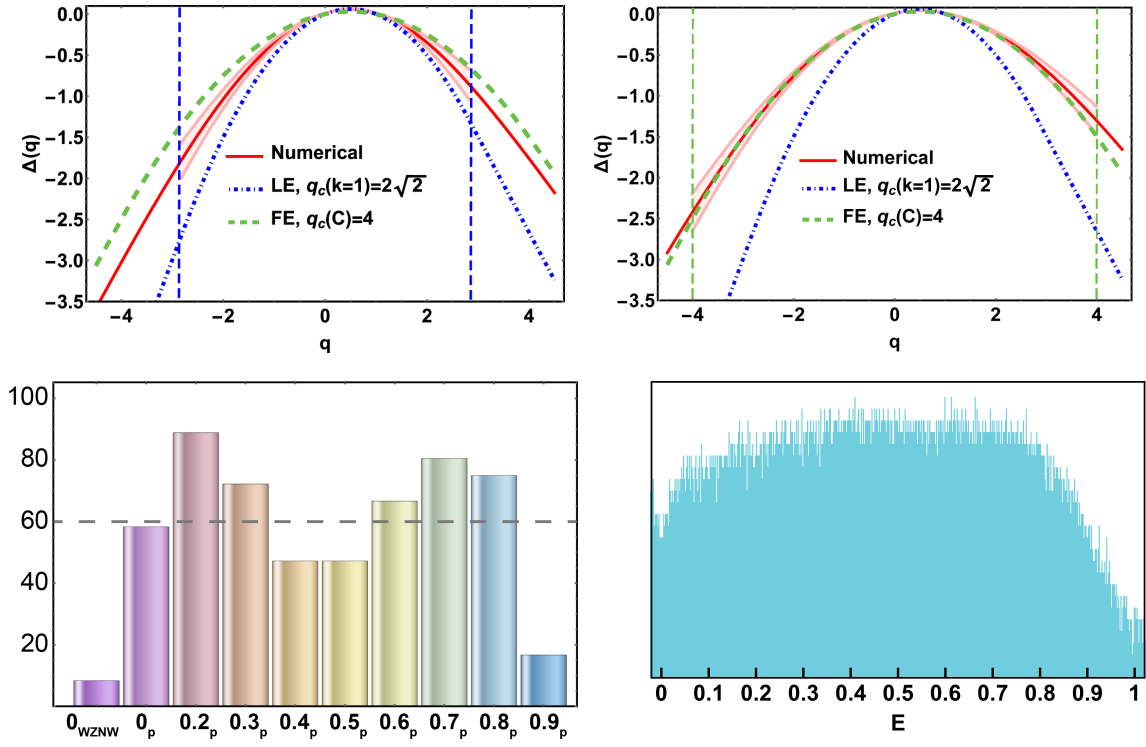 0.0
-0.5
-1.0
-1.5
-2.0
-2.5
-3.0
-3.5
Δ(q)
Numerical
LE, q_c(k=1)=2√2
FE, q_c(C)=4
-4 -2 0 2 4
q
0.0
-0.5
-1.0
-1.5
-2.0
-2.5
-3.0
-3.5
Δ(q)
Numerical
LE, q_c(k=1)=2√2
FE, q_c(C)=4
-4 -2 0 2 4
q
100
80
60
40
20
0_WZNW 0_p 0.2_p 0.3_p 0.4_p 0.5_p 0.6_p 0.7_p 0.8_p 0.9_p
0 0.1 0.2 0.3 0.4 0.5 0.6 0.7 0.8 0.9 1
E